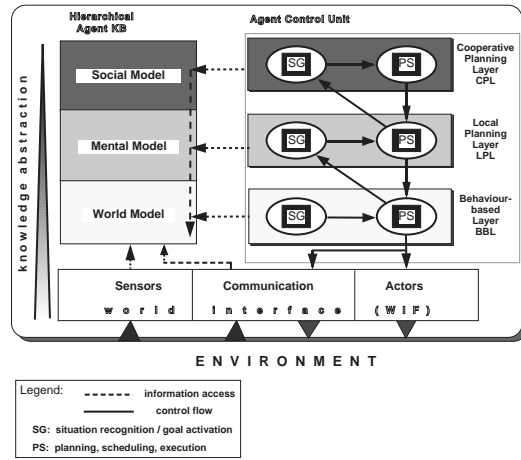 Hierarchical
Agent KB
Agent Control Unit
knowledge abstraction
Social Model
Mental Model
World Model
SG
PS
SG
PS
SG
PS
Cooperative
Planning
Layer
CPL
Local
Planning
Layer
LPL
Behaviour-
based
Layer
BBL
Sensors
Communication
Actors
world
interface
(WIF)
ENVIRONMENT
Legend:
information access
control flow
SG: situation recognition / goal activation
PS: planning, scheduling, execution